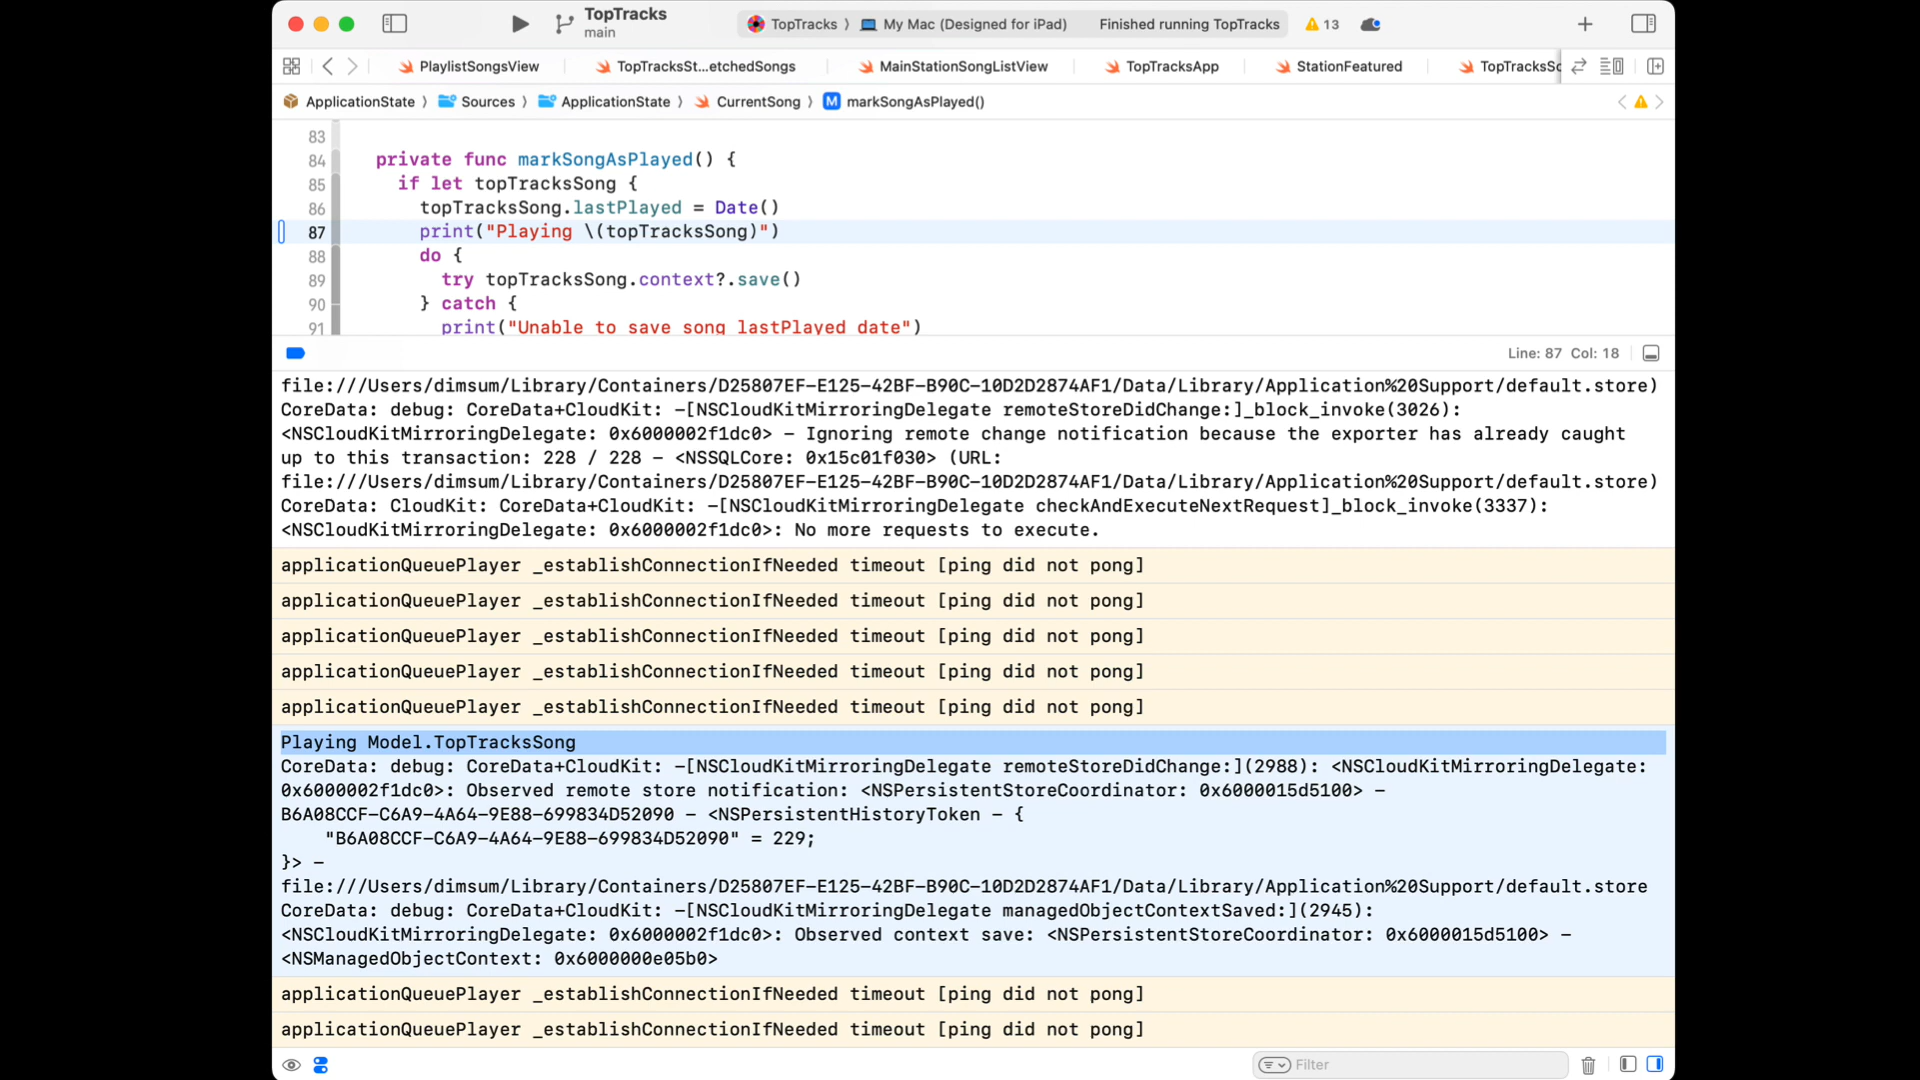 TopTracks
main
TopTracks ⟩ My Mac (Designed for iPad) Finished running TopTracks 13
PlaylistSongsView TopTracksSt...etchedSongs MainStationSongListView TopTracksApp StationFeatured TopTracksSc
ApplicationState ⟩ Sources ⟩ ApplicationState ⟩ CurrentSong ⟩ M markSongAsPlayed()
83
84 private func markSongAsPlayed() {
85 if let topTracksSong {
86 topTracksSong.lastPlayed = Date()
87 print("Playing \(topTracksSong)")
88 do {
89 try topTracksSong.context?.save()
90 } catch {
91 print("Unable to save song lastPlayed date")
Line: 87 Col: 18
file:///Users/dimsum/Library/Containers/D25807EF-E125-42BF-B90C-10D2D2874AF1/Data/Library/Application%20Support/default.store)
CoreData: debug: CoreData+CloudKit: -[NSCloudKitMirroringDelegate remoteStoreDidChange:]_block_invoke(3026):
<NSCloudKitMirroringDelegate: 0x6000002f1dc0> - Ignoring remote change notification because the exporter has already caught
up to this transaction: 228 / 228 - <NSSQLCore: 0x15c01f030> (URL:
file:///Users/dimsum/Library/Containers/D25807EF-E125-42BF-B90C-10D2D2874AF1/Data/Library/Application%20Support/default.store)
CoreData: CloudKit: CoreData+CloudKit: -[NSCloudKitMirroringDelegate checkAndExecuteNextRequest]_block_invoke(3337):
<NSCloudKitMirroringDelegate: 0x6000002f1dc0>: No more requests to execute.
applicationQueuePlayer _establishConnectionIfNeeded timeout [ping did not pong]
applicationQueuePlayer _establishConnectionIfNeeded timeout [ping did not pong]
applicationQueuePlayer _establishConnectionIfNeeded timeout [ping did not pong]
applicationQueuePlayer _establishConnectionIfNeeded timeout [ping did not pong]
applicationQueuePlayer _establishConnectionIfNeeded timeout [ping did not pong]
Playing Model.TopTracksSong
CoreData: debug: CoreData+CloudKit: -[NSCloudKitMirroringDelegate remoteStoreDidChange:](2988): <NSCloudKitMirroringDelegate:
0x6000002f1dc0>: Observed remote store notification: <NSPersistentStoreCoordinator: 0x6000015d5100> -
B6A08CCF-C6A9-4A64-9E88-699834D52090 - <NSPersistentHistoryToken - {
"B6A08CCF-C6A9-4A64-9E88-699834D52090" = 229;
}> -
file:///Users/dimsum/Library/Containers/D25807EF-E125-42BF-B90C-10D2D2874AF1/Data/Library/Application%20Support/default.store
CoreData: debug: CoreData+CloudKit: -[NSCloudKitMirroringDelegate managedObjectContextSaved:](2945):
<NSCloudKitMirroringDelegate: 0x6000002f1dc0>: Observed context save: <NSPersistentStoreCoordinator: 0x6000015d5100> -
<NSManagedObjectContext: 0x6000000e05b0>
applicationQueuePlayer _establishConnectionIfNeeded timeout [ping did not pong]
applicationQueuePlayer _establishConnectionIfNeeded timeout [ping did not pong]
Filter